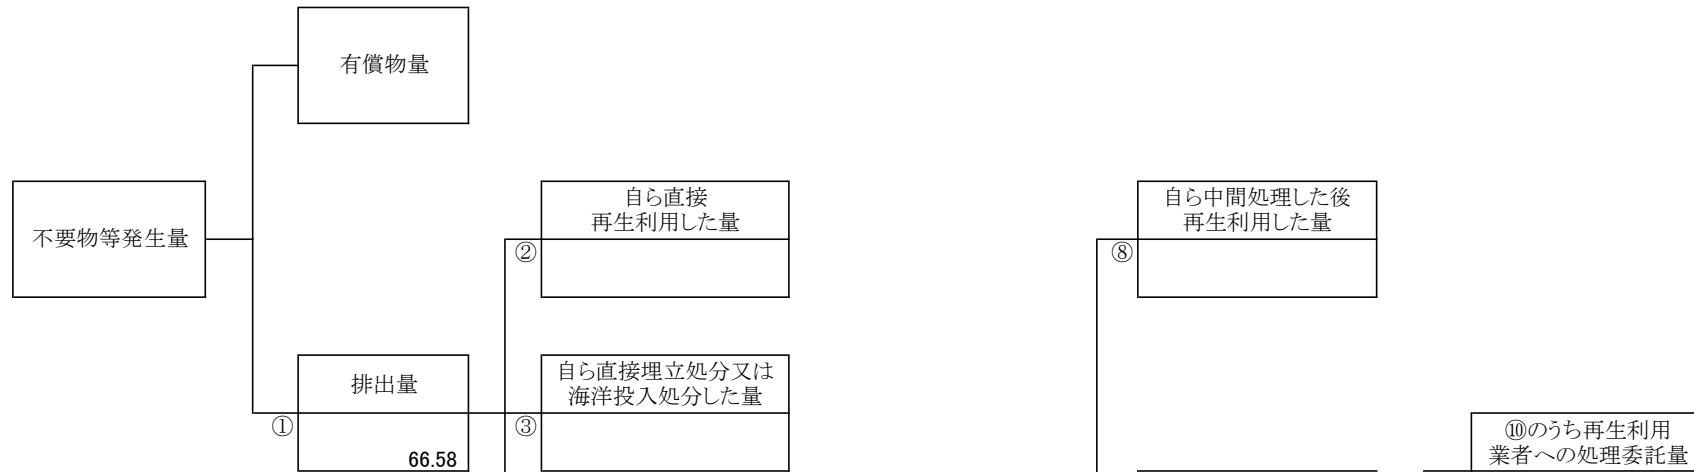 有償物量
不要物等発生量
自ら直接
再生利用した量
②
自ら中間処理した後
再生利用した量
⑧
排出量
①
66.58
自ら直接埋立処分又は
海洋投入処分した量
③
⑩のうち再生利用
業者への処理委託量